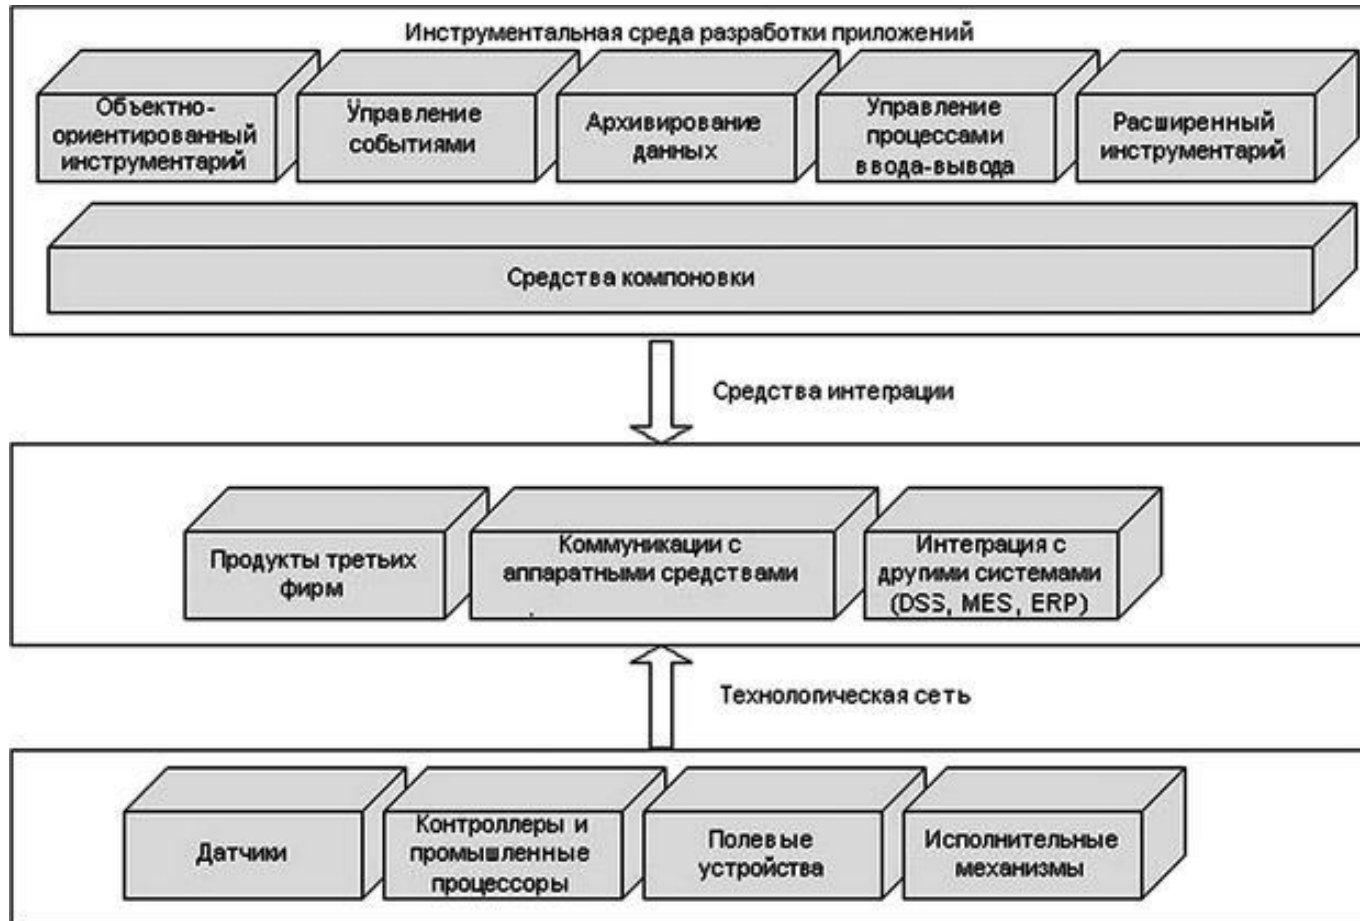 Инструментальная среда разработки приложений
Объектно-
ориентированный
инструментарий
Управление
событиями
Архивирование
данных
Управление
процессами
ввода-вывода
Расширенный
инструментарий
Средства компоновки
Средства интеграции
Продукты третьих
фирм
Коммуникации с
аппаратными средствами
Интеграция с
другими системами
(DSS, MES, ERP)
Технологическая сеть
Датчики
Контроллеры и
промышленные
процессоры
Полевые
устройства
Исполнительные
механизмы